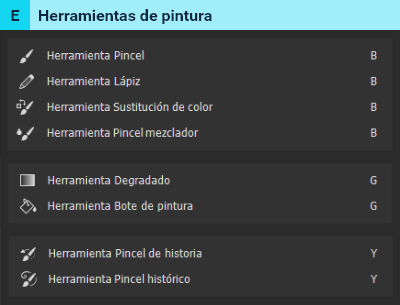 E Herramientas de pintura
Herramienta Pincel B
Herramienta Lápiz B
Herramienta Sustitución de color B
Herramienta Pincel mezclador B
Herramienta Degradado G
Herramienta Bote de pintura G
Herramienta Pincel de historia Y
Herramienta Pincel histórico Y